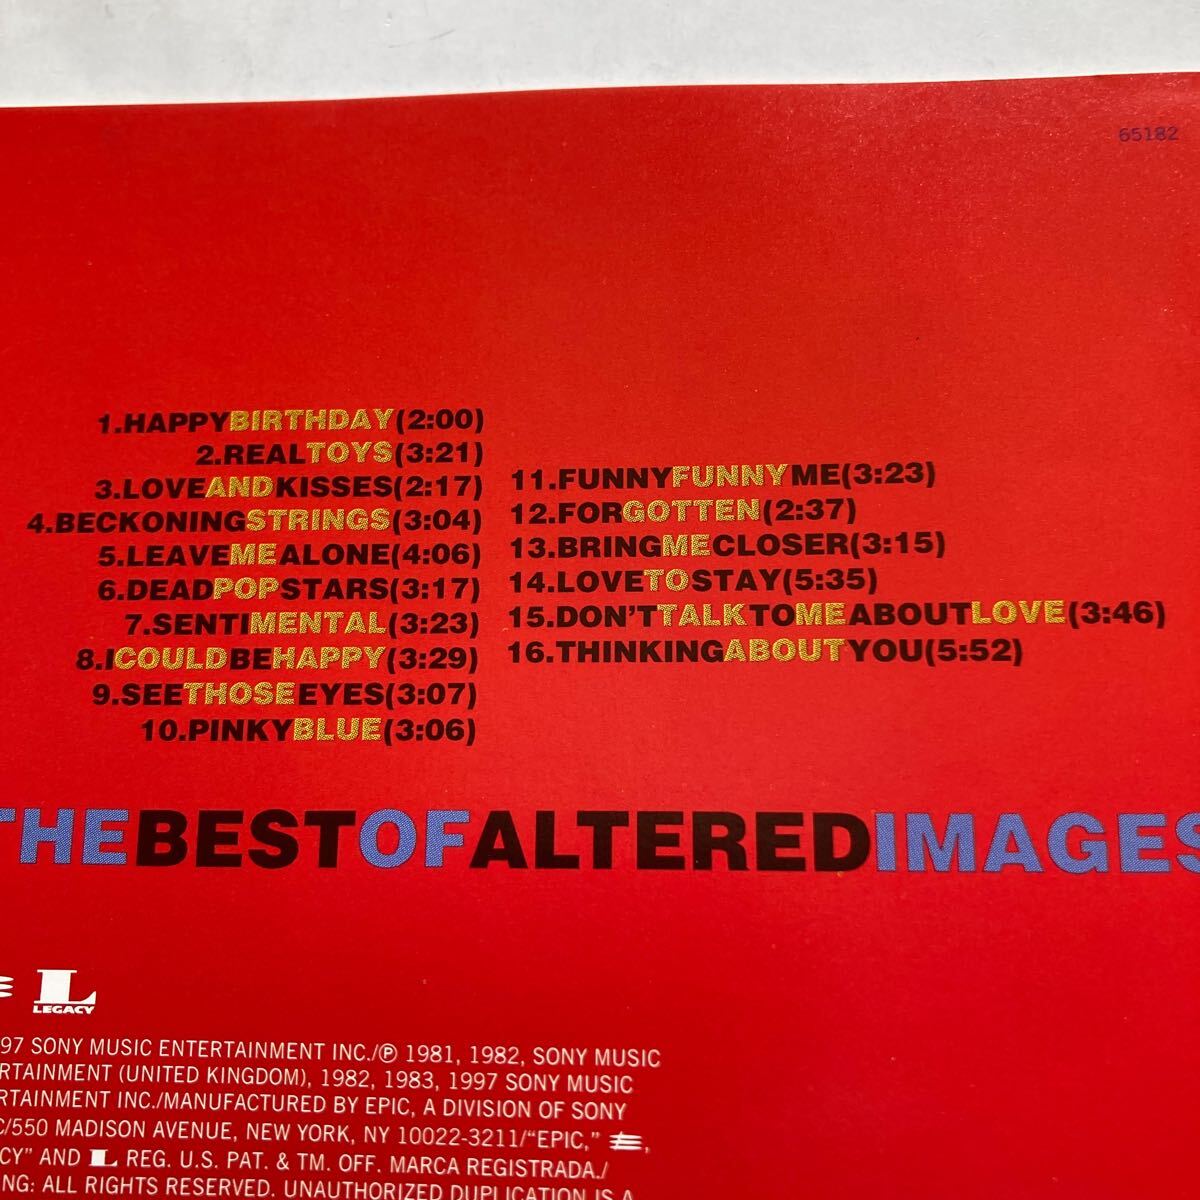 65182
1.HAPPYBIRTHDAY(2:00)
2.REALTOYS(3:21)
3.LOVEANDKISSES(2:17)
4.BECKONINGSTRINGS(3:04)
5.LEAVEMEALONE(4:06)
6.DEADPOPSTARS(3:17)
7.SENTIMENTAL(3:23)
8.ICOULDBEHAPPY(3:29)
9.SEETHOSEEYES(3:07)
10.PINKYBLUE(3:06)
11.FUNNYFUNNYME(3:23)
12.FORGOTTEN(2:37)
13.BRINGMECLOSER(3:15)
14.LOVETOSTAY(5:35)
15.DON'TTALKTOMEABOUTLOVE(3:46)
16.THINKINGABOUTYOU(5:52)
THEBESTOFALTEREDIMAGES
L
LEGACY
97 SONY MUSIC ENTERTAINMENT INC./℗ 1981, 1982, SONY MUSIC
RTAINMENT (UNITED KINGDOM), 1982, 1983, 1997 SONY MUSIC
ERTAINMENT INC./MANUFACTURED BY EPIC, A DIVISION OF SONY
C/550 MADISON AVENUE, NEW YORK, NY 10022-3211/“EPIC,” ,
CY” AND L REG. U.S. PAT. & TM. OFF. MARCA REGISTRADA./
NG: ALL RIGHTS RESERVED. UNAUTHORIZED DUPLICATION IS A